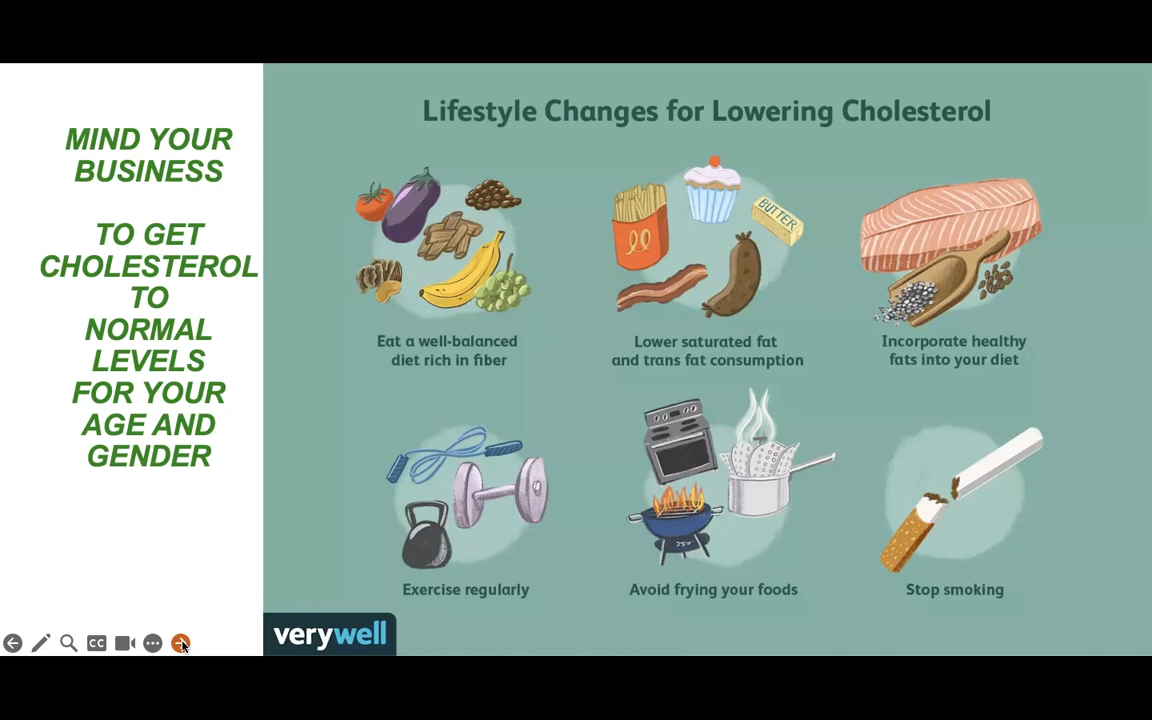 MIND YOUR
BUSINESS
TO GET
CHOLESTEROL
TO
NORMAL
LEVELS
FOR YOUR
AGE AND
GENDER
Lifestyle Changes for Lowering Cholesterol
BUTTER
Eat a well-balanced
diet rich in fiber
Lower saturated fat
and trans fat consumption
Incorporate healthy
fats into your diet
Exercise regularly
Avoid frying your foods
Stop smoking
verywell
CC